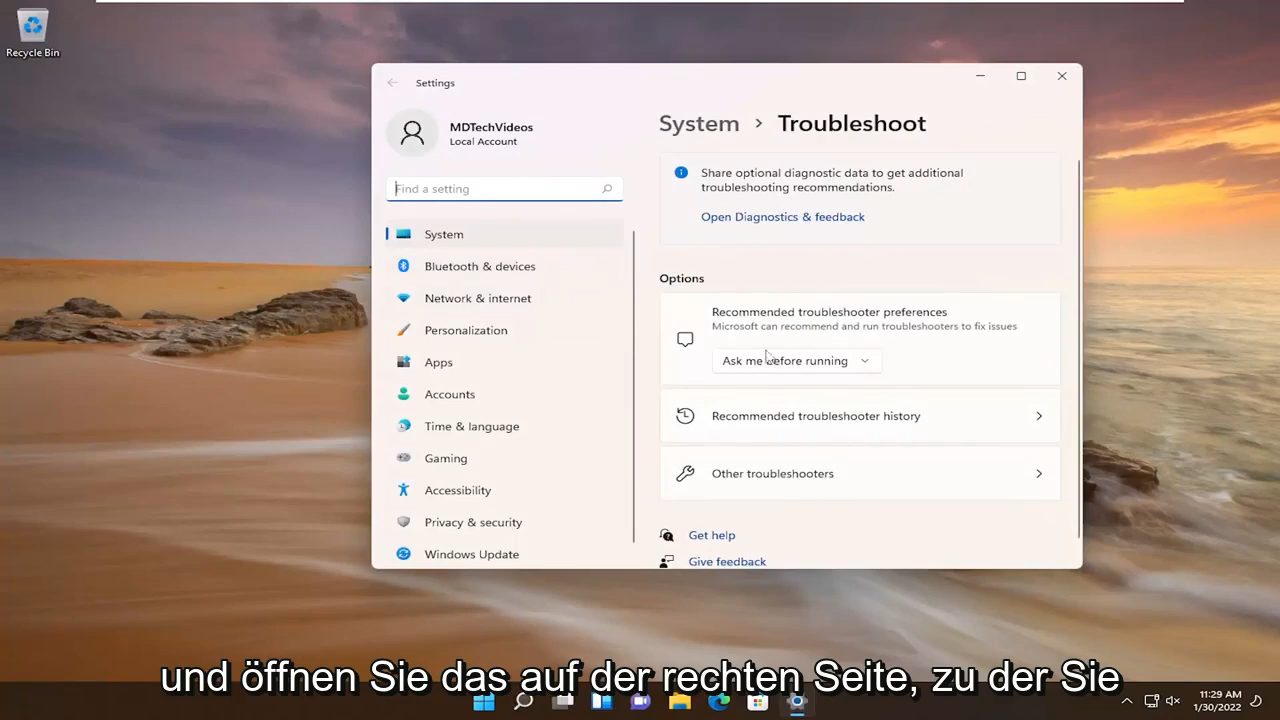 Recycle Bin
Settings
MDTechVideos
Local Account
Find a setting
System
Bluetooth & devices
Network & internet
Personalization
Apps
Accounts
Time & language
Gaming
Accessibility
Privacy & security
Windows Update
System > Troubleshoot
Share optional diagnostic data to get additional
troubleshooting recommendations.
Open Diagnostics & feedback
Options
Recommended troubleshooter preferences
Microsoft can recommend and run troubleshooters to fix issues
Ask me before running
Recommended troubleshooter history
Other troubleshooters
Get help
Give feedback
und öffnen Sie das auf der rechten Seite, zu der Sie
11:29 AM
1/30/2022